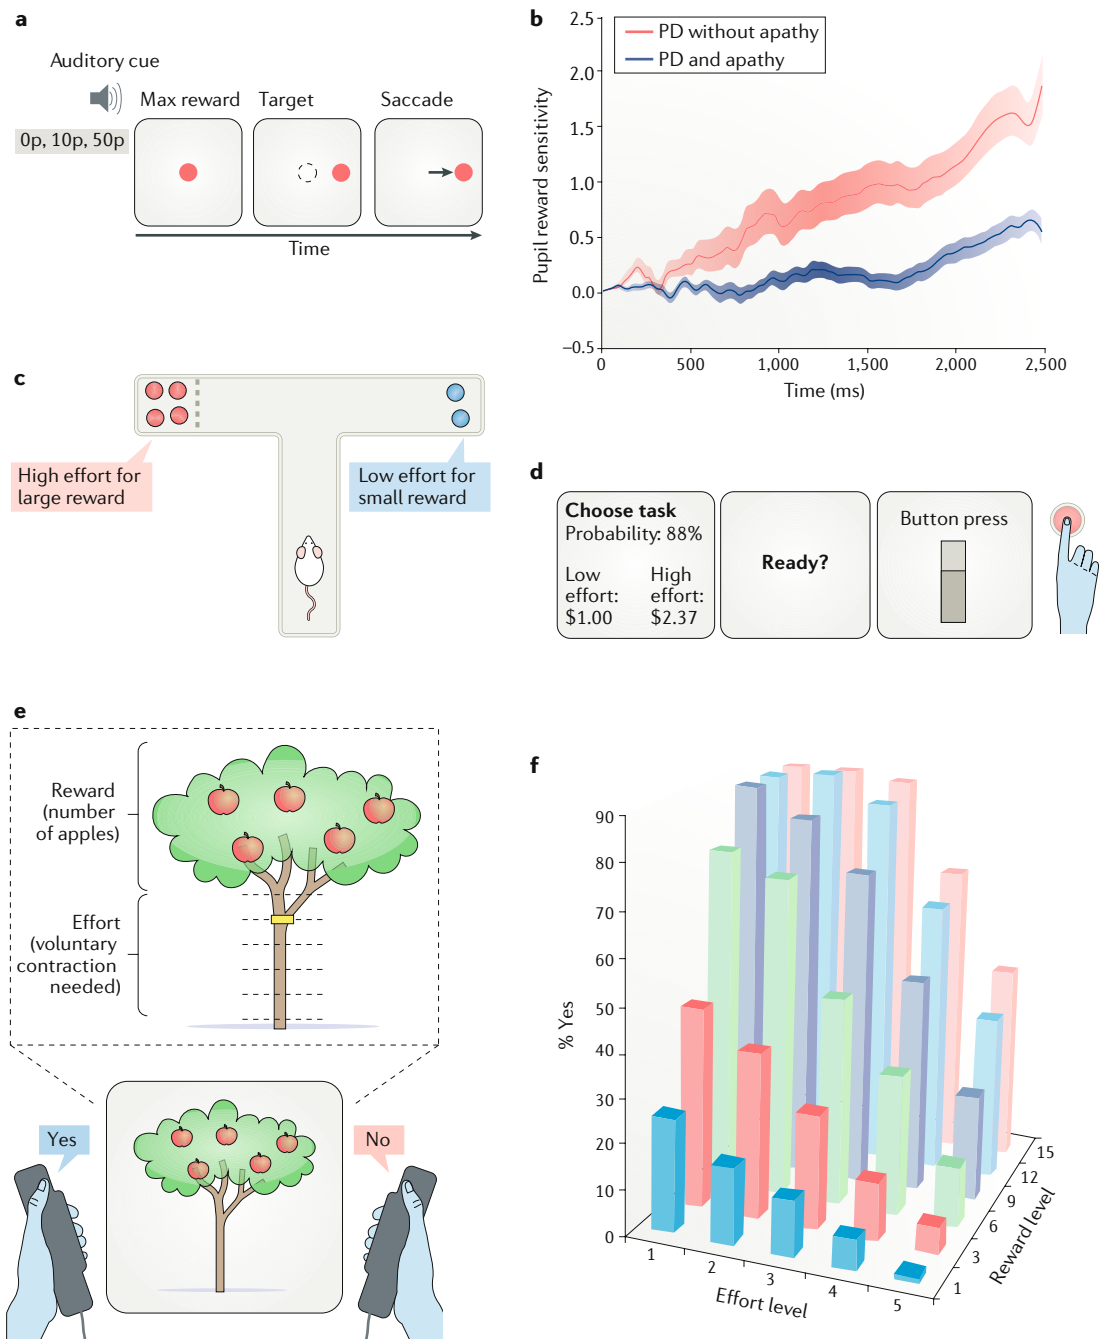 a
Auditory cue
Max reward
Target
Saccade
0p, 10p, 50p
Time
b
2.5
2.0
1.5
1.0
0.5
0.0
–0.5
Pupil reward sensitivity
PD without apathy
PD and apathy
0
500
1,000
1,500
2,000
2,500
Time (ms)
c
High effort for
large reward
Low effort for
small reward
d
Choose task
Probability: 88%
Low
effort:
$1.00
High
effort:
$2.37
Ready?
Button press
e
Reward
(number
of apples)
Effort
(voluntary
contraction
needed)
Yes
No
f
90
80
70
60
50
40
30
20
10
0
% Yes
1
2
3
4
5
Effort level
1
3
6
9
12
15
Reward level